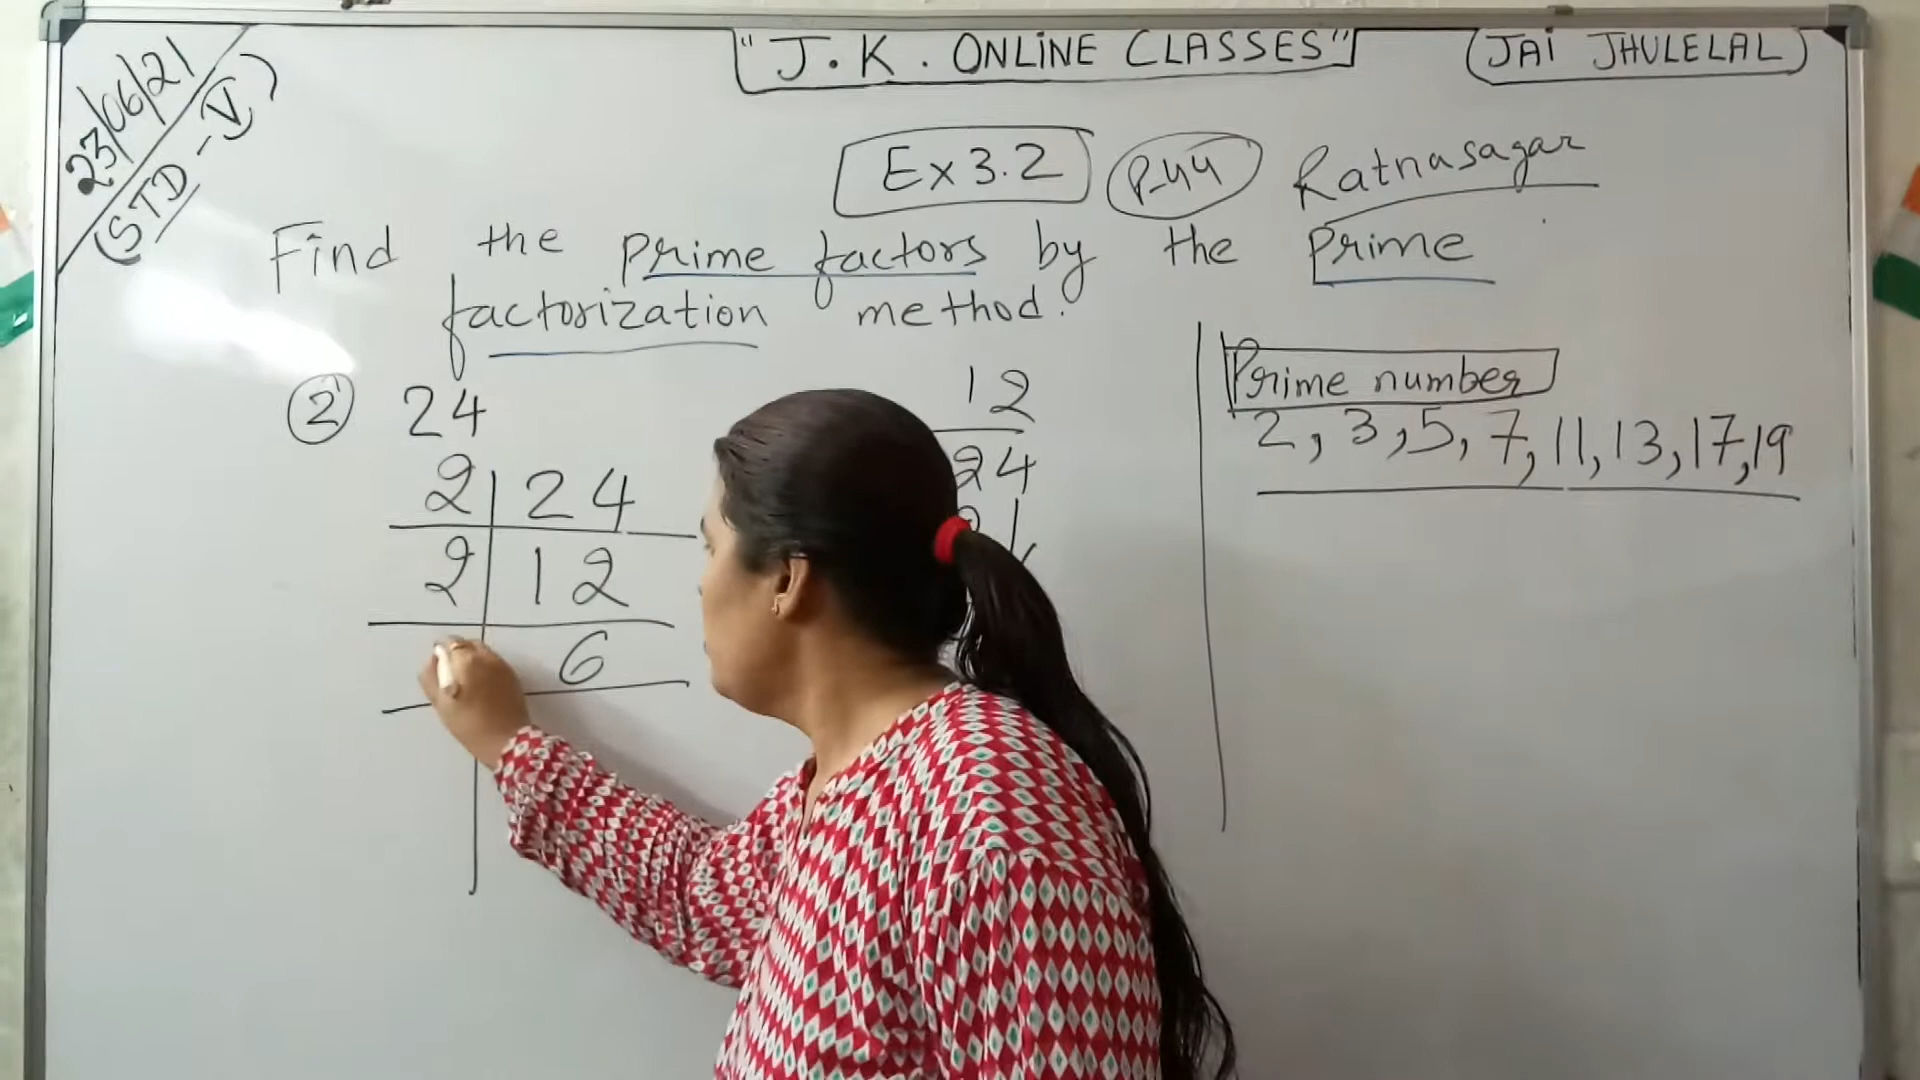 23/06/21
(STD - V)
"J.K. ONLINE CLASSES"
(JAI JHULELAL)
Ex 3.2 P-44 Ratnasagar
Find the prime factors by the Prime
factorization method.
2 24
2 24
2 12
6
12
24
Prime number
2, 3, 5, 7, 11, 13, 17, 19